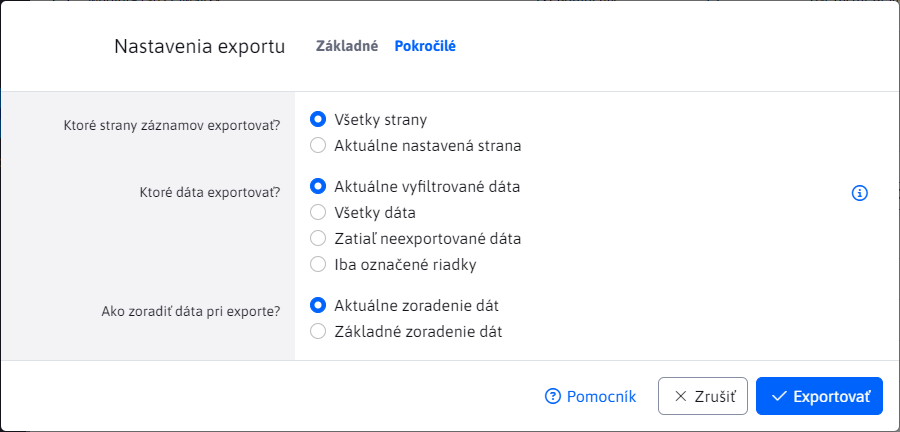 Nastavenia exportu
Základné
Pokročilé
Ktoré strany záznamov exportovať?
Všetky strany
Aktuálne nastavená strana
Ktoré dáta exportovať?
Aktuálne vyfiltrované dáta
Všetky dáta
Zatiaľ neexportované dáta
Iba označené riadky
Ako zoradiť dáta pri exporte?
Aktuálne zoradenie dát
Základné zoradenie dát
Pomocník
Zrušiť
Exportovať